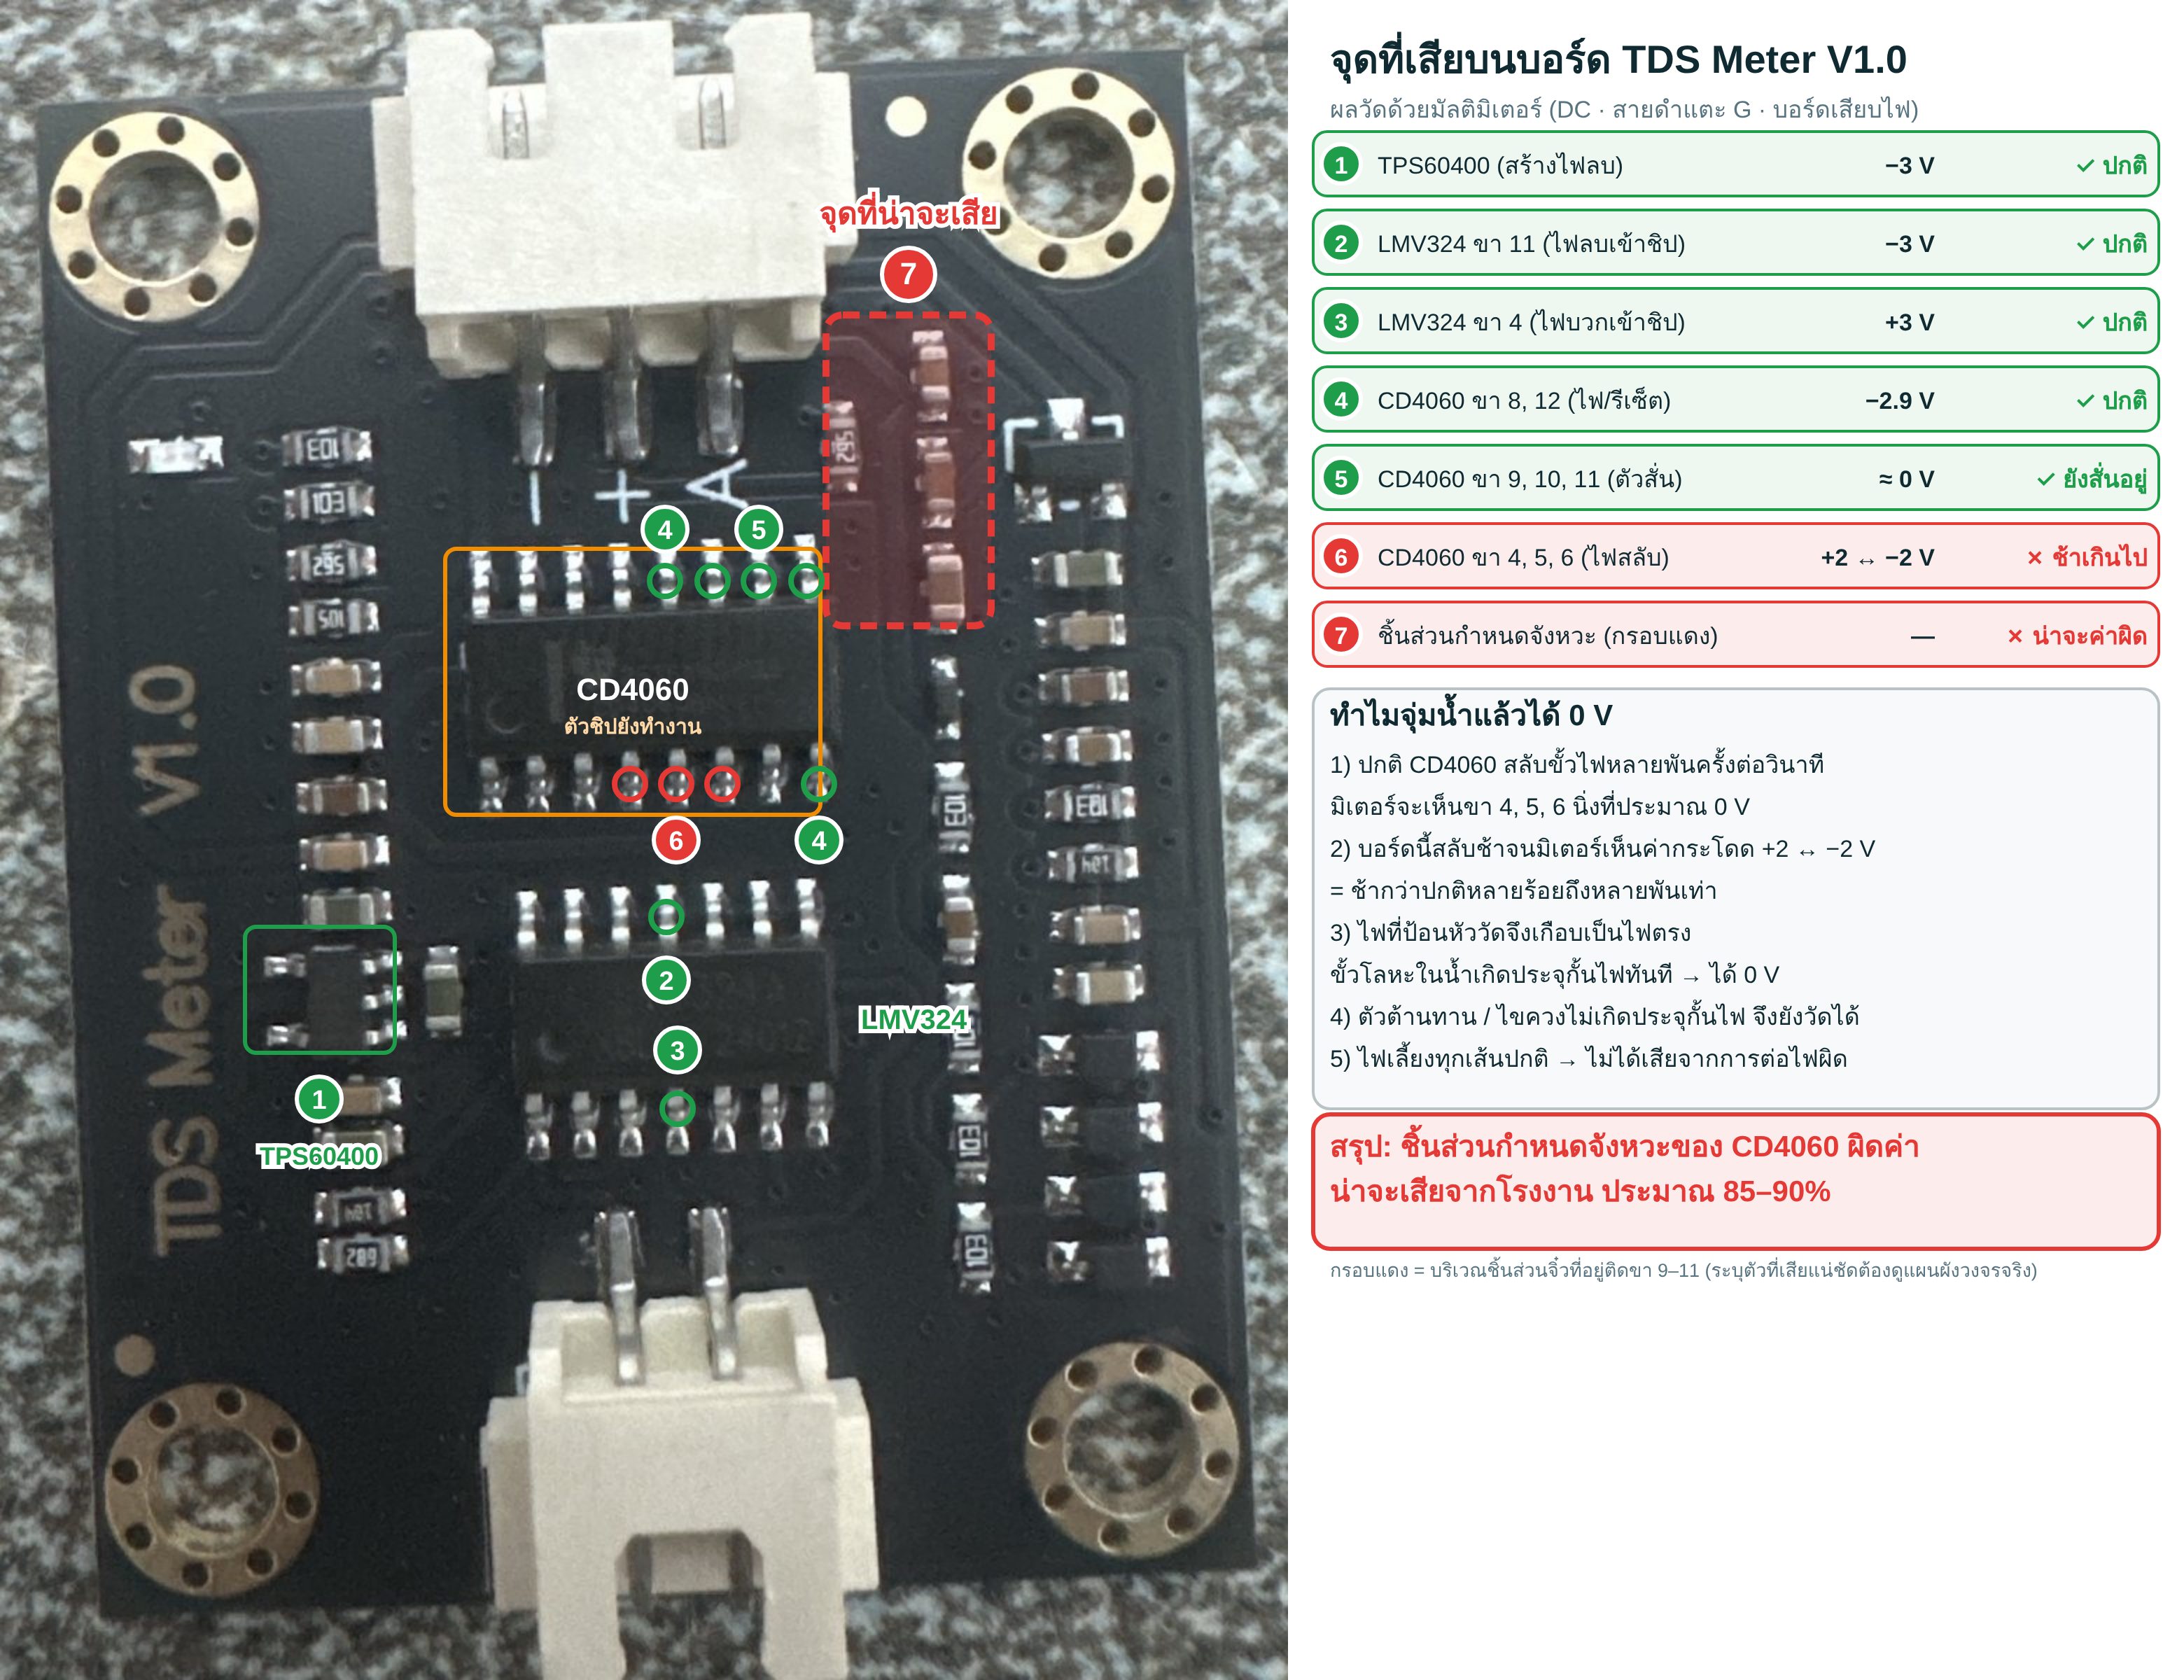 จุดที่น่าจะเสีย
7
295
E01
103
295
501
− + A
4
5
CD4060
ตัวชิปยังทำงาน
6
4
E01
2
LMV324
3
1
TPS60400
E01
E01
TDS Meter V1.0
จุดที่เสียบนบอร์ด TDS Meter V1.0
ผลวัดด้วยมัลติมิเตอร์ (DC · สายดำแตะ G · บอร์ดเสียบไฟ)
1 TPS60400 (สร้างไฟลบ) −3 V ✓ ปกติ
2 LMV324 ขา 11 (ไฟลบเข้าชิป) −3 V ✓ ปกติ
3 LMV324 ขา 4 (ไฟบวกเข้าชิป) +3 V ✓ ปกติ
4 CD4060 ขา 8, 12 (ไฟ/รีเซ็ต) −2.9 V ✓ ปกติ
5 CD4060 ขา 9, 10, 11 (ตัวสั่น) ≈ 0 V ✓ ยังสั่นอยู่
6 CD4060 ขา 4, 5, 6 (ไฟสลับ) +2 ↔ −2 V × ช้าเกินไป
7 ชิ้นส่วนกำหนดจังหวะ (กรอบแดง) — × น่าจะค่าผิด
ทำไมจุ่มน้ำแล้วได้ 0 V
1) ปกติ CD4060 สลับขั้วไฟหลายพันครั้งต่อวินาที
มิเตอร์จะเห็นขา 4, 5, 6 นิ่งที่ประมาณ 0 V
2) บอร์ดนี้สลับช้าจนมิเตอร์เห็นค่ากระโดด +2 ↔ −2 V
= ช้ากว่าปกติหลายร้อยถึงหลายพันเท่า
3) ไฟที่ป้อนหัววัดจึงเกือบเป็นไฟตรง
ขั้วโลหะในน้ำเกิดประจุกั้นไฟทันที → ได้ 0 V
4) ตัวต้านทาน / ไขควงไม่เกิดประจุกั้นไฟ จึงยังวัดได้
5) ไฟเลี้ยงทุกเส้นปกติ → ไม่ได้เสียจากการต่อไฟผิด
สรุป: ชิ้นส่วนกำหนดจังหวะของ CD4060 ผิดค่า
น่าจะเสียจากโรงงาน ประมาณ 85–90%
กรอบแดง = บริเวณชิ้นส่วนจิ๋วที่อยู่ติดขา 9–11 (ระบุตัวที่เสียแน่ชัดต้องดูแผนผังวงจรจริง)